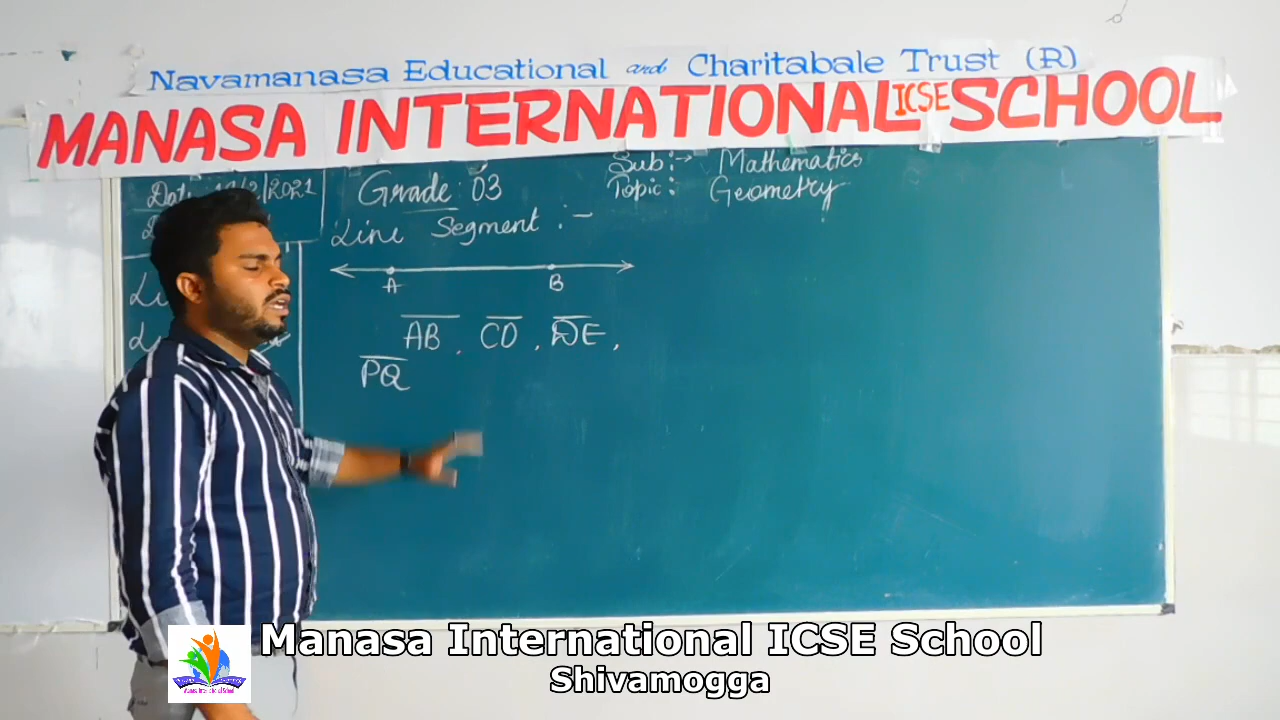 Navamanasa Educational and Charitabale Trust (R)
MANASA INTERNATIONAL ICSE SCHOOL
Sub:→ Mathematics
Topic: Geometry
Grade: 03
Line Segment :-
A B
AB, CD, DE,
PQ
Manasa International ICSE School
Shivamogga